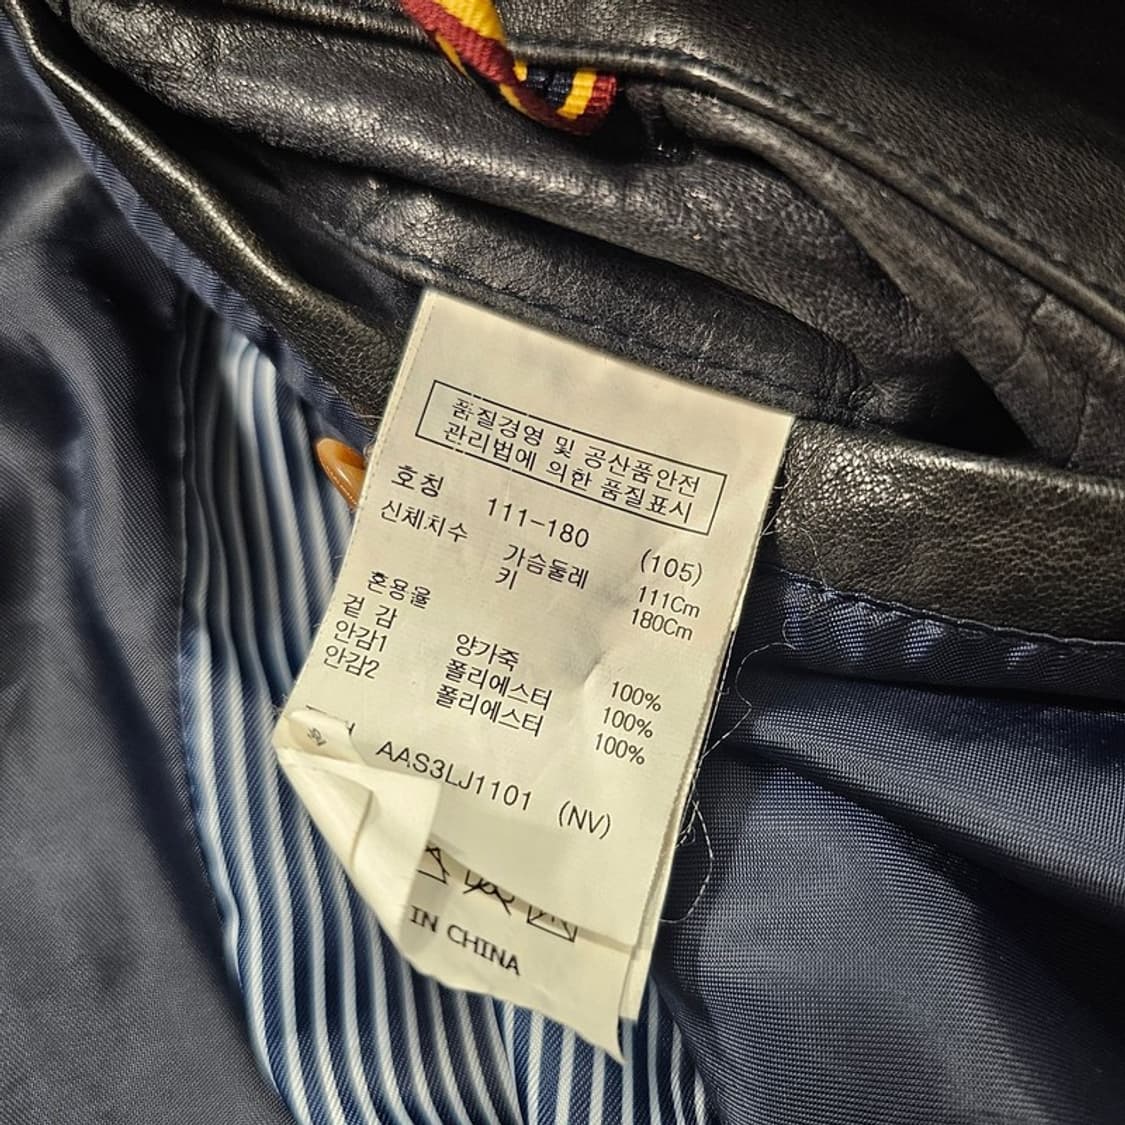 품질경영 및 공산품안전
관리법에 의한 품질표시
호칭 111-180 (105)
신체치수 가슴둘레 111Cm
키 180Cm
혼용율
겉 감 양가죽 100%
안감1 폴리에스터 100%
안감2 폴리에스터 100%
AAS3LJ1101 (NV)
IN CHINA